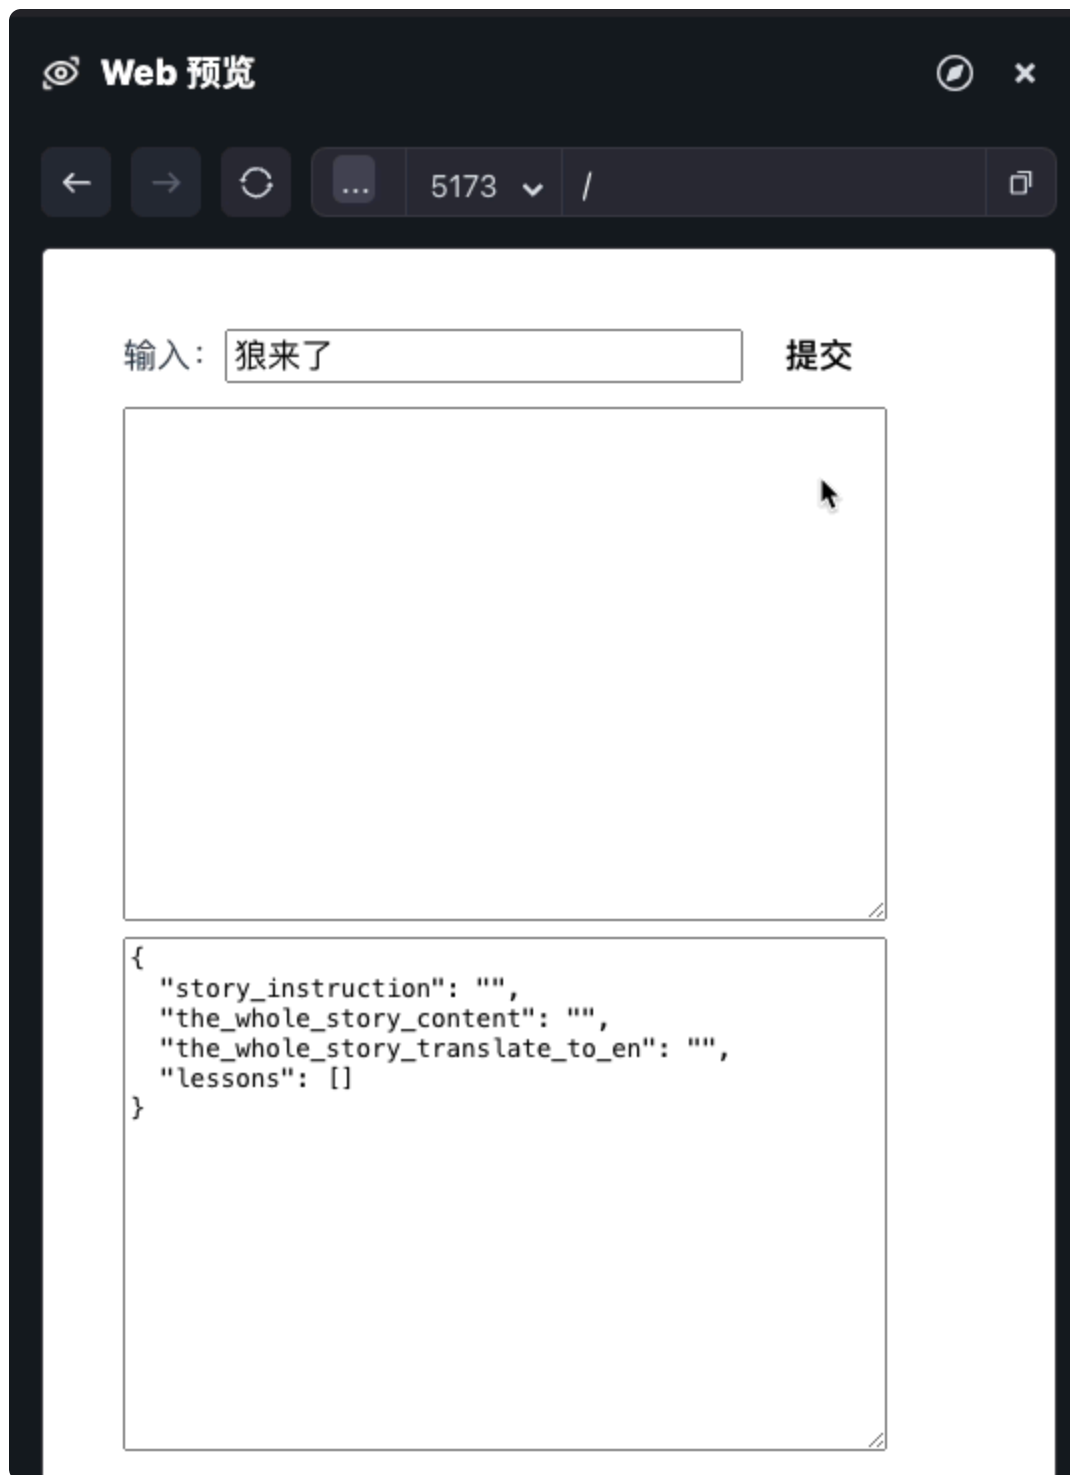 Web 预览
... 5173 /
输入： 狼来了 提交
{
  "story_instruction": "",
  "the_whole_story_content": "",
  "the_whole_story_translate_to_en": "",
  "lessons": []
}